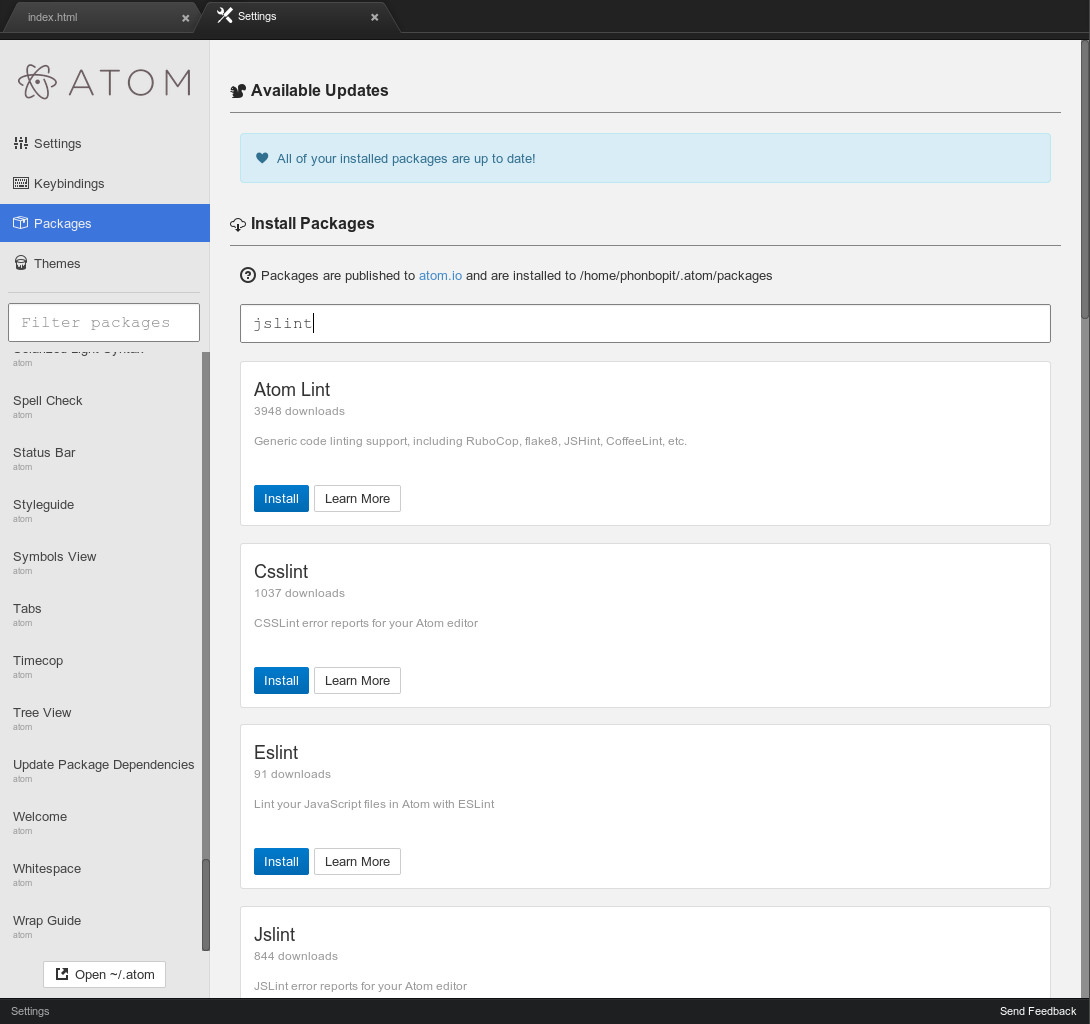 index.html
Settings
ATOM
Settings
Keybindings
Packages
Themes
Filter packages
Solarized Light Syntax
atom
Spell Check
atom
Status Bar
atom
Styleguide
atom
Symbols View
atom
Tabs
atom
Timecop
atom
Tree View
atom
Update Package Dependencies
atom
Welcome
atom
Whitespace
atom
Wrap Guide
atom
Open ~/.atom
Available Updates
All of your installed packages are up to date!
Install Packages
Packages are published to atom.io and are installed to /home/phonbopit/.atom/packages
jslint
Atom Lint
3948 downloads
Generic code linting support, including RuboCop, flake8, JSHint, CoffeeLint, etc.
Install Learn More
Csslint
1037 downloads
CSSLint error reports for your Atom editor
Install Learn More
Eslint
91 downloads
Lint your JavaScript files in Atom with ESLint
Install Learn More
Jslint
844 downloads
JSLint error reports for your Atom editor
Settings
Send Feedback